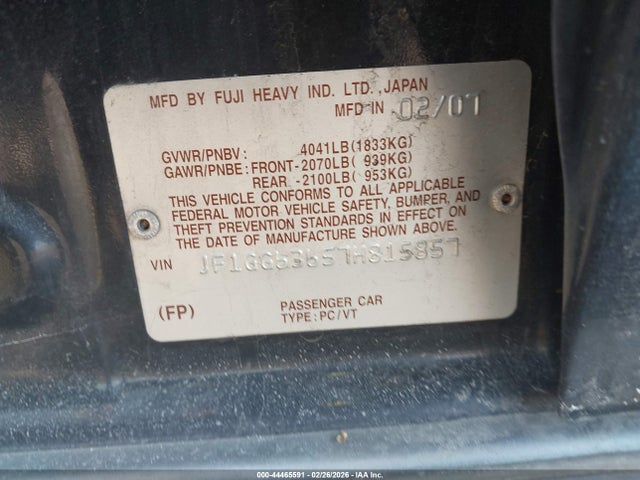 MFD BY FUJI HEAVY IND. LTD.,JAPAN
MFD IN 02/07
GVWR/PNBV: 4041LB(1833KG)
GAWR/PNBE: FRONT-2070LB( 939KG)
REAR -2100LB( 953KG)
THIS VEHICLE CONFORMS TO ALL APPLICABLE
FEDERAL MOTOR VEHICLE SAFETY, BUMPER, AND
THEFT PREVENTION STANDARDS IN EFFECT ON
THE DATE OF MANUFACTURE SHOWN ABOVE.
VIN JF1GG63657H815857
(FP) PASSENGER CAR
TYPE:PC/VT
000-44465591 - 02/26/2026 - IAA Inc.